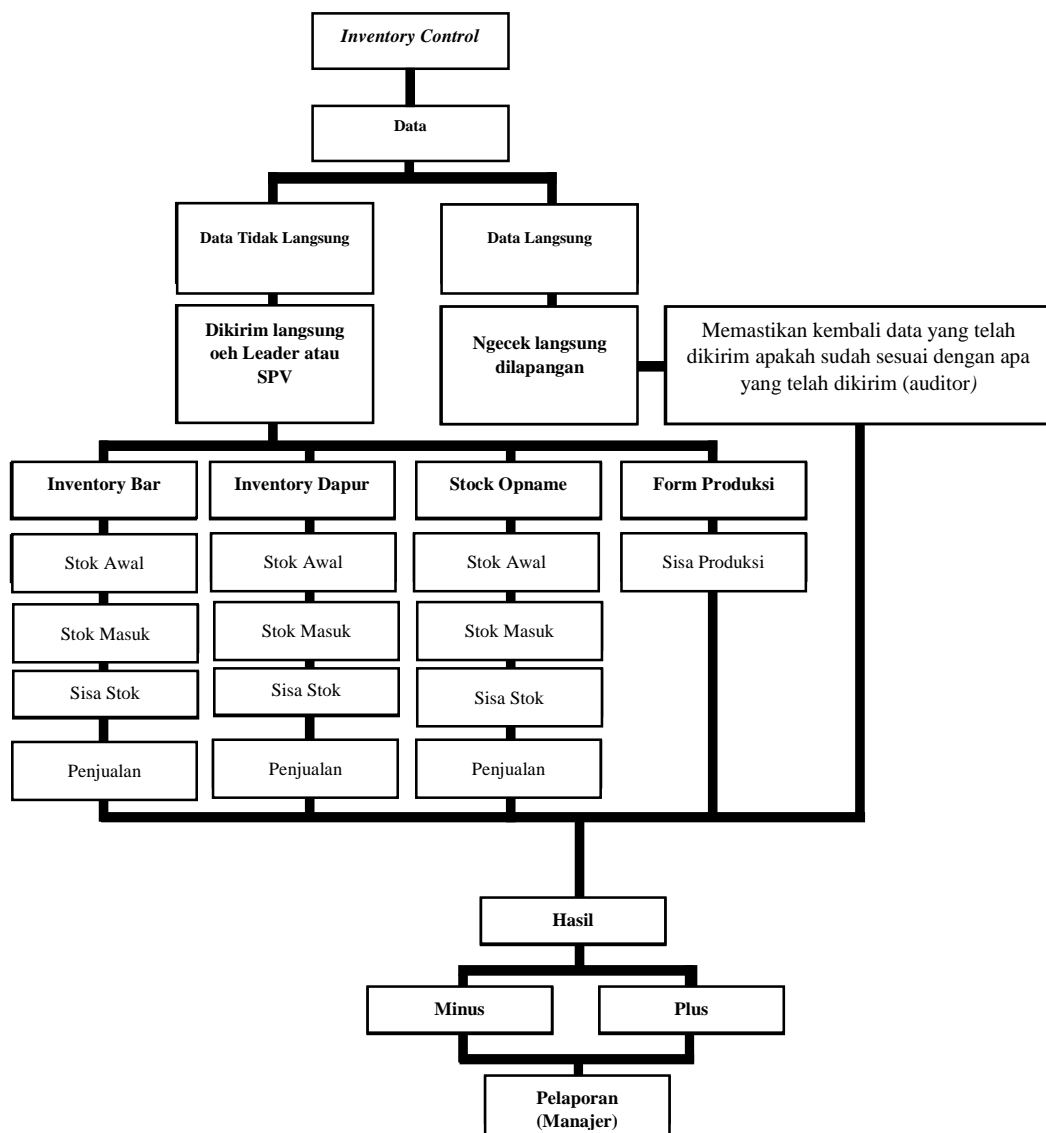 Inventory Control
Data
Data Tidak Langsung
Data Langsung
Dikirim langsung
oeh Leader atau
SPV
Ngecek langsung
dilapangan
Memastikan kembali data yang telah
dikirim apakah sudah sesuai dengan apa
yang telah dikirim (auditor)
Inventory Bar
Inventory Dapur
Stock Opname
Form Produksi
Stok Awal
Stok Awal
Stok Awal
Sisa Produksi
Stok Masuk
Stok Masuk
Stok Masuk
Sisa Stok
Sisa Stok
Sisa Stok
Penjualan
Penjualan
Penjualan
Hasil
Minus
Plus
Pelaporan
(Manajer)